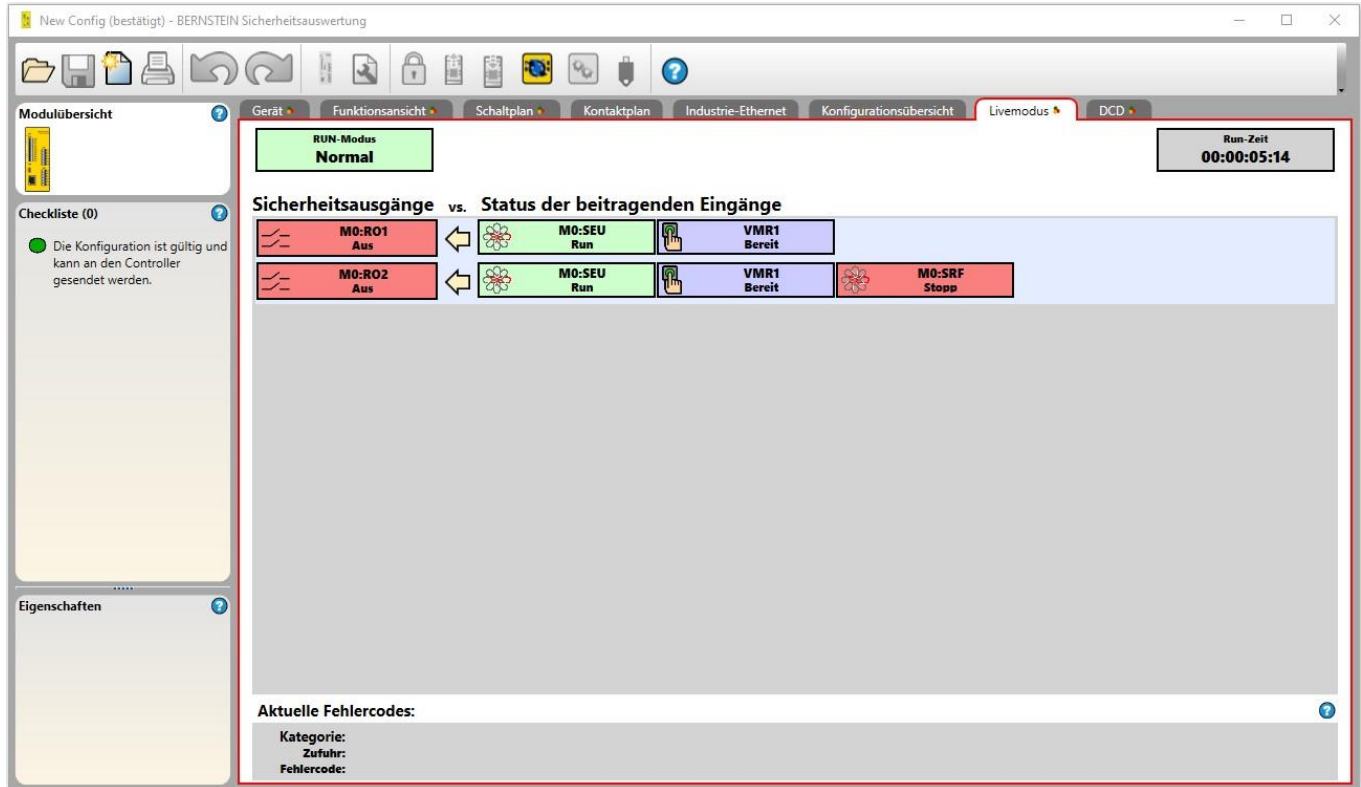 New Config (bestätigt) - BERNSTEIN Sicherheitsauswertung
Modulübersicht
Gerät
Funktionsansicht
Schaltplan
Kontaktplan
Industrie-Ethernet
Konfigurationsübersicht
Livemodus
DCD
RUN-Modus
Normal
Run-Zeit
00:00:05:14
Checkliste (0)
Die Konfiguration ist gültig und
kann an den Controller
gesendet werden.
Sicherheitsausgänge vs. Status der beitragenden Eingänge
M0:RO1
Aus
M0:SEU
Run
VMR1
Bereit
M0:RO2
Aus
M0:SEU
Run
VMR1
Bereit
M0:SRF
Stopp
Eigenschaften
Aktuelle Fehlercodes:
Kategorie:
Zufuhr:
Fehlercode: